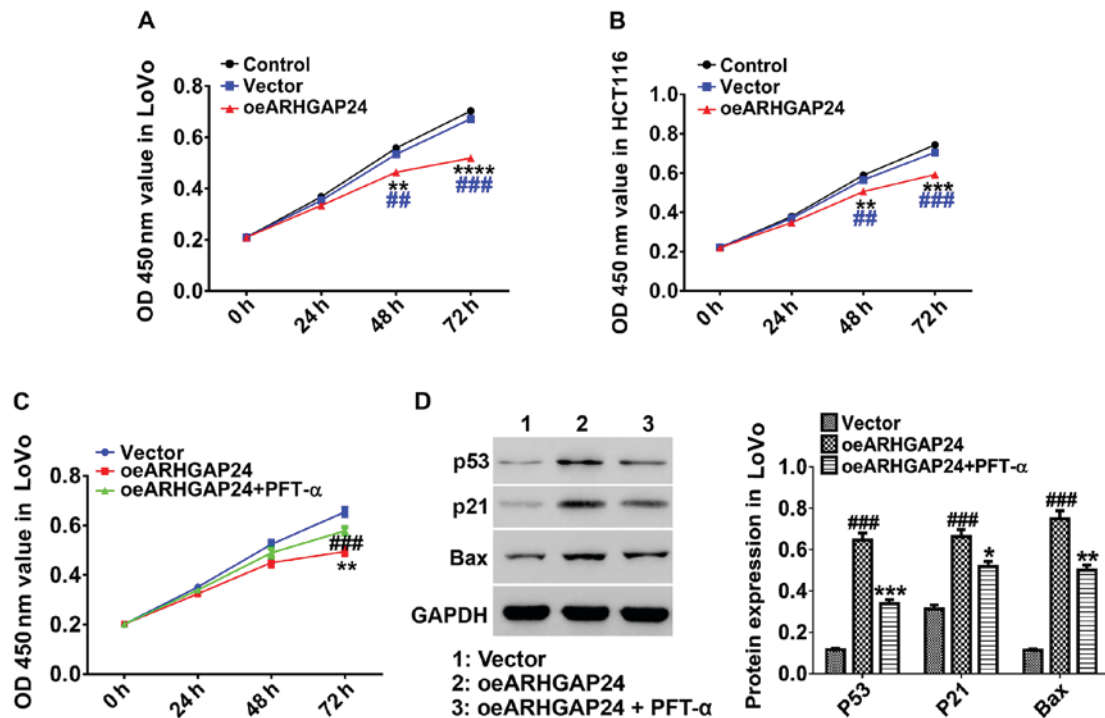 A
OD 450 nm value in LoVo
Control
Vector
oeARHGAP24
0.8
0.6
0.4
0.2
0.0
**
##
****
###
0 h
24 h
48 h
72 h
B
OD 450 nm value in HCT116
Control
Vector
oeARHGAP24
1.0
0.8
0.6
0.4
0.2
0.0
**
##
***
###
0 h
24 h
48 h
72 h
C
OD 450 nm value in LoVo
Vector
oeARHGAP24
oeARHGAP24+PFT-α
0.8
0.6
0.4
0.2
0.0
###
**
0 h
24 h
48 h
72 h
D
1 2 3
p53
p21
Bax
GAPDH
1: Vector
2: oeARHGAP24
3: oeARHGAP24 + PFT-α
Protein expression in LoVo
Vector
oeARHGAP24
oeARHGAP24+PFT-α
1.0
0.8
0.6
0.4
0.2
0.0
###
***
###
*
###
**
P53
P21
Bax